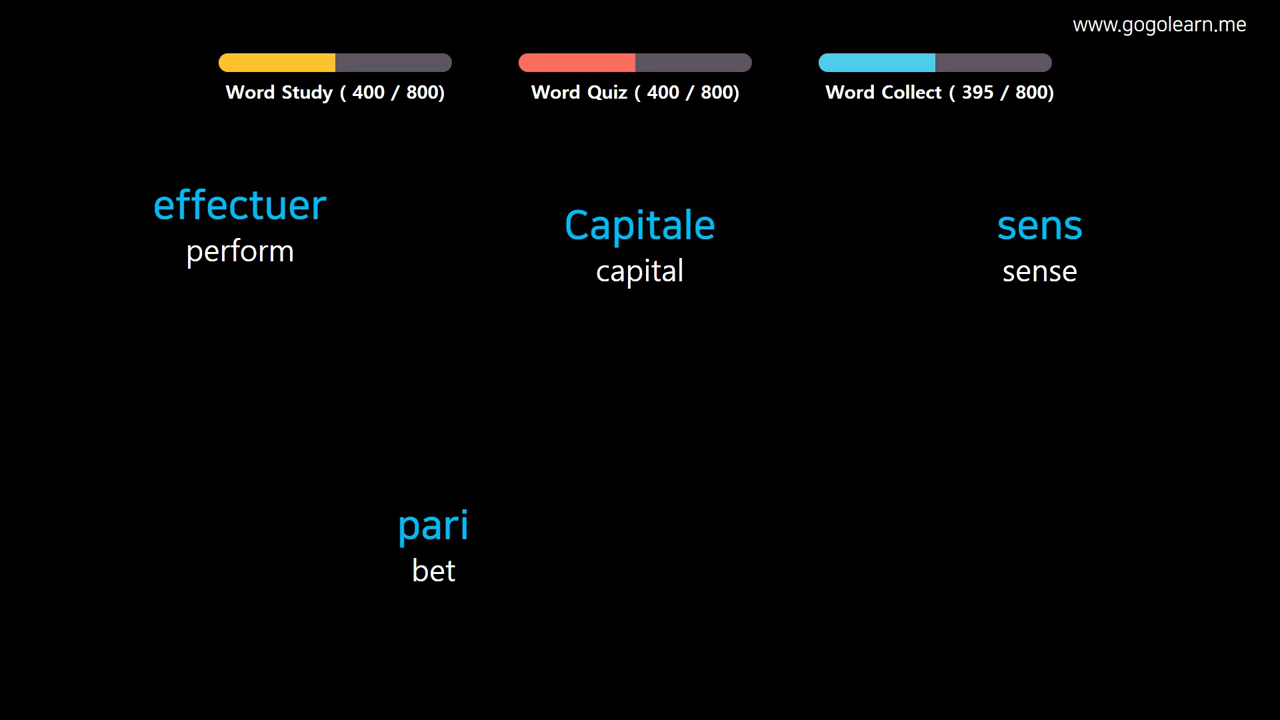 www.gogolearn.me
Word Study ( 400 / 800)
Word Quiz ( 400 / 800)
Word Collect ( 395 / 800)
effectuer
perform
Capitale
capital
sens
sense
pari
bet